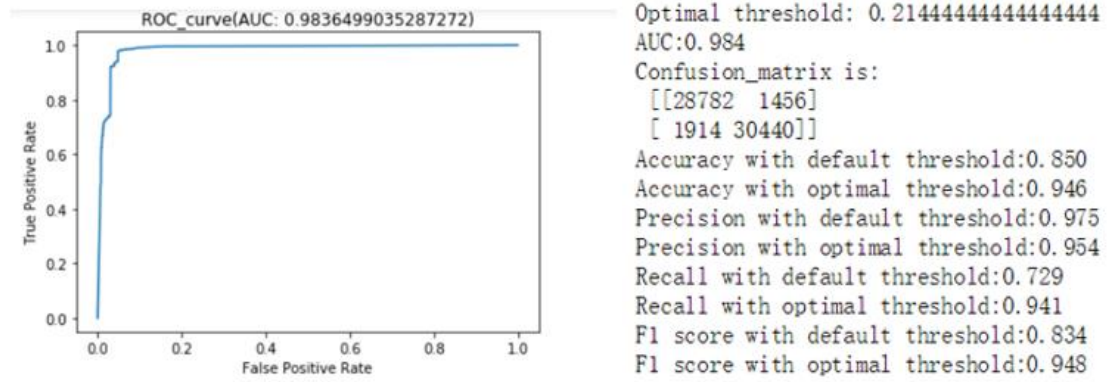 ROC_curve(AUC: 0.9836499035287272)
1.0
0.8
0.6
0.4
0.2
0.0
True Positive Rate
0.0 0.2 0.4 0.6 0.8 1.0
False Positive Rate
Optimal threshold: 0.21444444444444444
AUC:0.984
Confusion_matrix is:
[[28782 1456]
[ 1914 30440]]
Accuracy with default threshold:0.850
Accuracy with optimal threshold:0.946
Precision with default threshold:0.975
Precision with optimal threshold:0.954
Recall with default threshold:0.729
Recall with optimal threshold:0.941
F1 score with default threshold:0.834
F1 score with optimal threshold:0.948